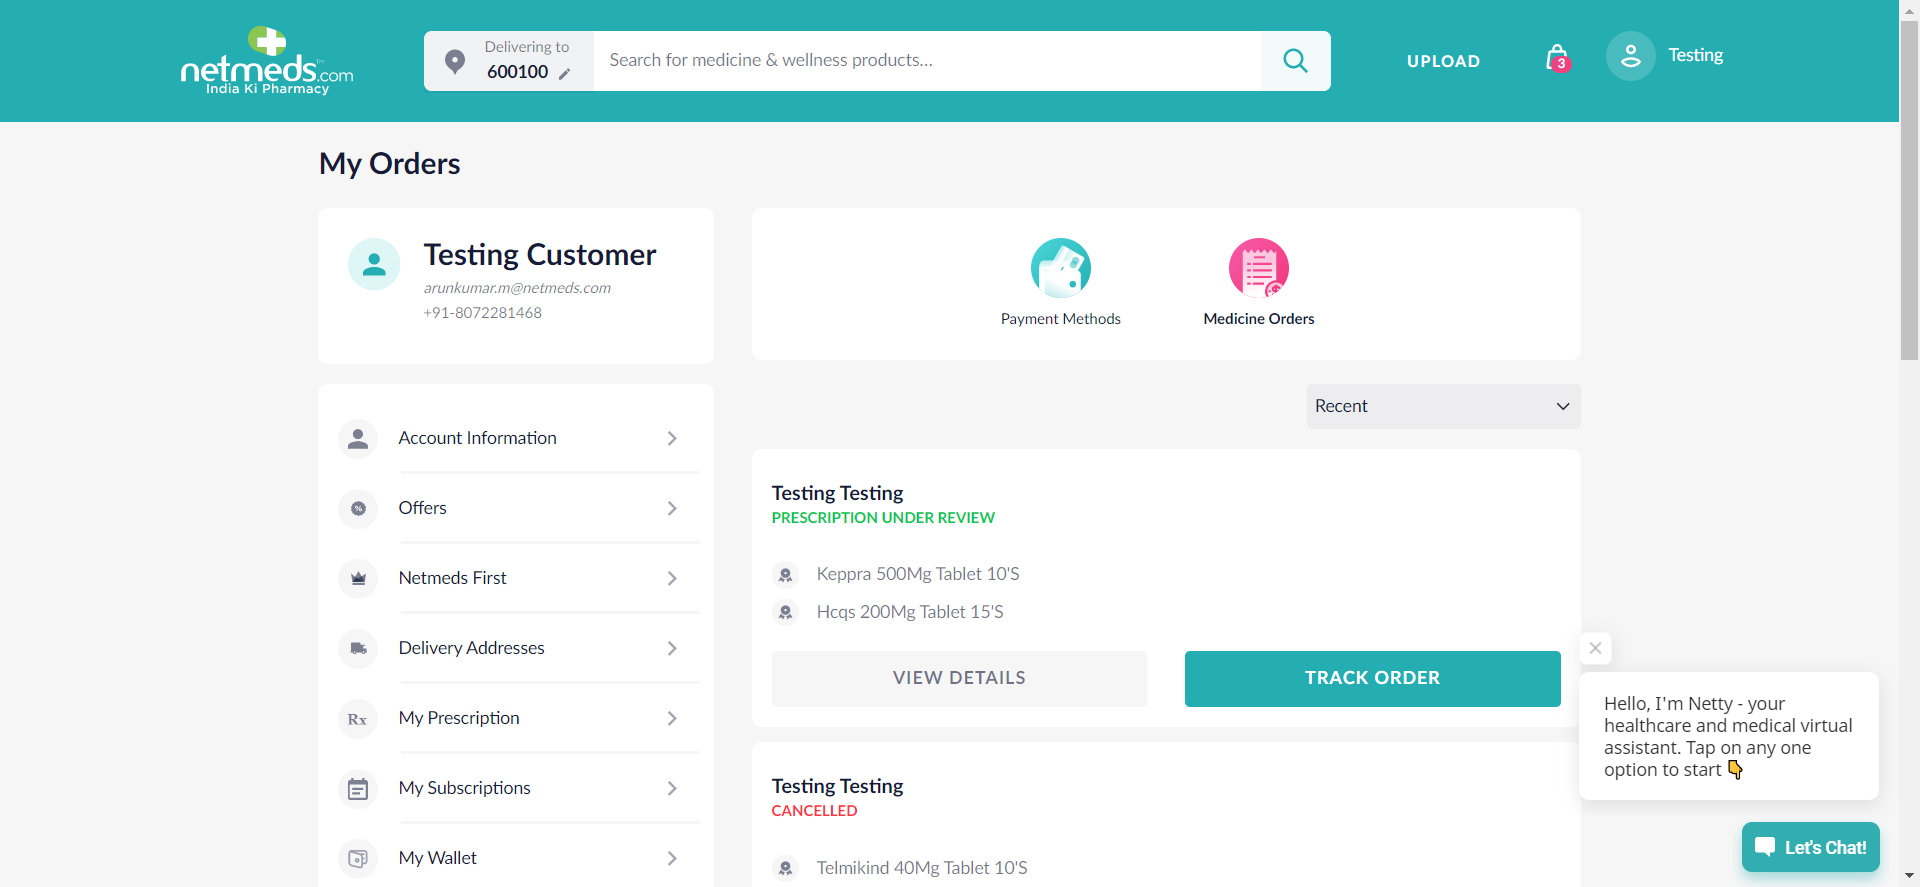 netmeds.com
India Ki Pharmacy
Delivering to
600100
Search for medicine & wellness products...
UPLOAD
3
Testing
My Orders
Testing Customer
arunkumar.m@netmeds.com
+91-8072281468
Payment Methods
Medicine Orders
Recent
Account Information
Offers
Netmeds First
Delivery Addresses
Rx
My Prescription
My Subscriptions
My Wallet
Testing Testing
PRESCRIPTION UNDER REVIEW
Keppra 500Mg Tablet 10'S
Hcqs 200Mg Tablet 15'S
VIEW DETAILS
TRACK ORDER
Testing Testing
CANCELLED
Telmikind 40Mg Tablet 10'S
Hello, I'm Netty - your
healthcare and medical virtual
assistant. Tap on any one
option to start 👇
Let's Chat!